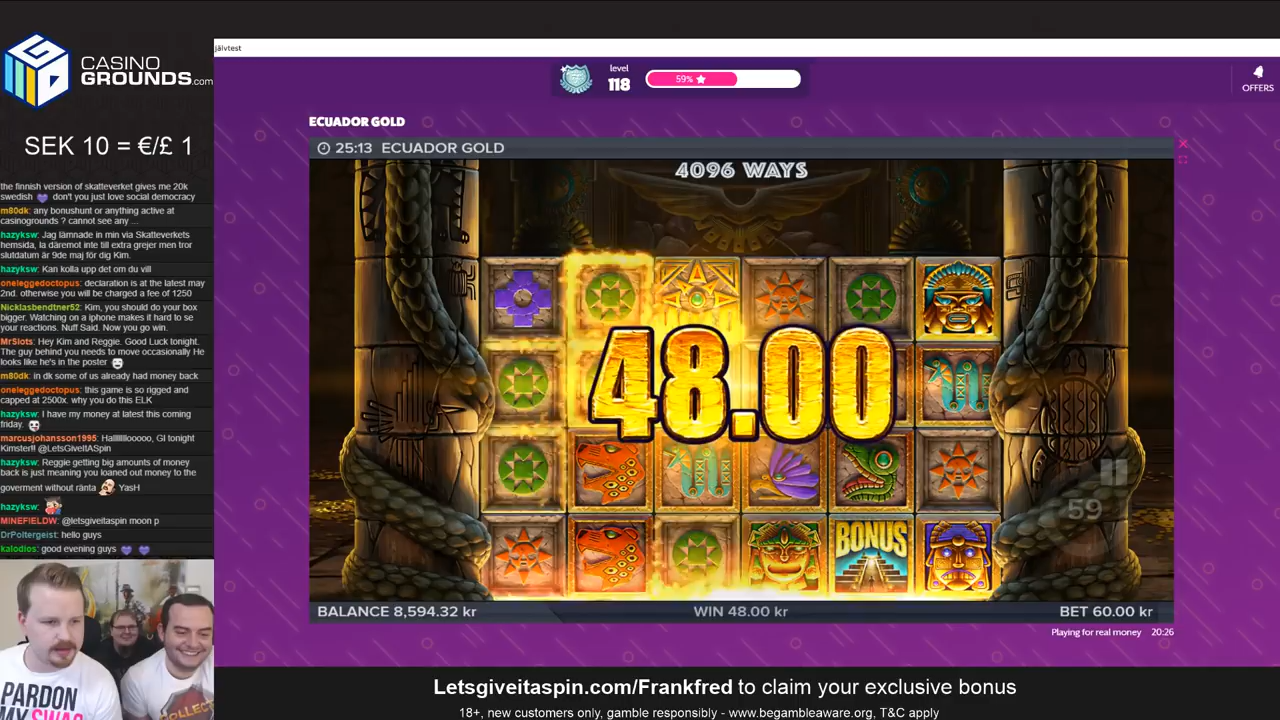 CASINO
GROUNDS.com
SEK 10 = €/£ 1
the finnish version of skatteverket gives me 20k
swedish 💜 don't you just love social democracy
m80dk: any bonushunt or anything active at
casinogrounds ? cannot see any ...
hazyksw: Jag lämnade in min via Skatteverkets
hemsida, la däremot inte till extra grejer men tror
slutdatum är 9de maj för dig Kim.
hazyksw: Kan kolla upp det om du vill
oneleggedoctopus: declaration is at the latest may
2nd. otherwise you will be charged a fee of 1250
Nicklasbendtner52: Kim, you should do your box
bigger. Watching on a iphone makes it hard to se
your reactions. Nuff Said. Now you go win.
MrSlots: Hey Kim and Reggie. Good Luck tonight.
The guy behind you needs to move occasionally He
looks like he's in the poster
m80dk: in dk some of us already had money back
oneleggedoctopus: this game is so rigged and
capped at 2500x. why you do this ELK
hazyksw: I have my money at latest this coming
friday.
marcusjohansson1995: Hallllllloooo, Gl tonight
Kimster!! @LetsGiveItASpin
hazyksw: Reggie getting big amounts of money
back is just meaning you loaned out money to the
goverment without ränta YasH
hazyksw:
MINEFIELDW: @letsgiveitaspin moon p
DrPoltergeist: hello guys
kalodios: good evening guys 💜 💜
PARDON
MY SWAG
COLLECT
jälvtest
level
118
59% ★
OFFERS
ECUADOR GOLD
25:13 ECUADOR GOLD
4096 WAYS
48.00
BONUS
59
BALANCE 8,594.32 kr
WIN 48.00 kr
BET 60.00 kr
Playing for real money 20:26
Letsgiveitaspin.com/Frankfred to claim your exclusive bonus
18+, new customers only, gamble responsibly - www.begambleaware.org, T&C apply